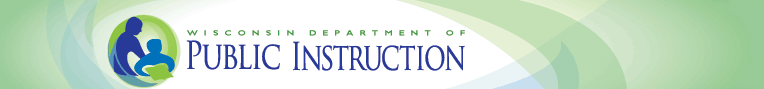 WISCONSIN DEPARTMENT OF
PUBLIC INSTRUCTION